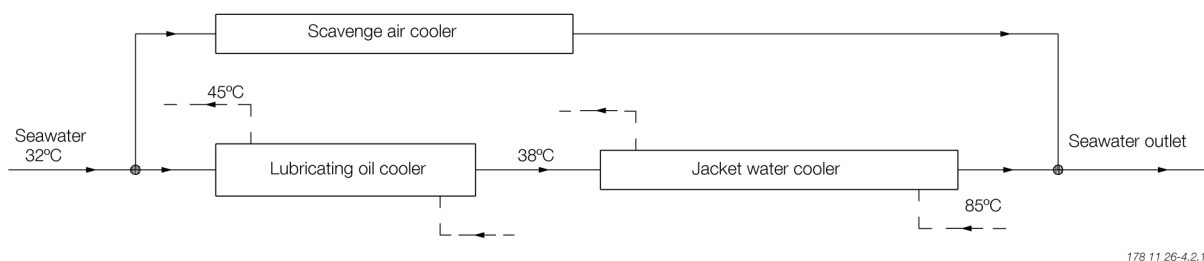 Scavenge air cooler
45ºC
Seawater
32ºC
Lubricating oil cooler
38ºC
Jacket water cooler
Seawater outlet
85ºC
178 11 26-4.2.1